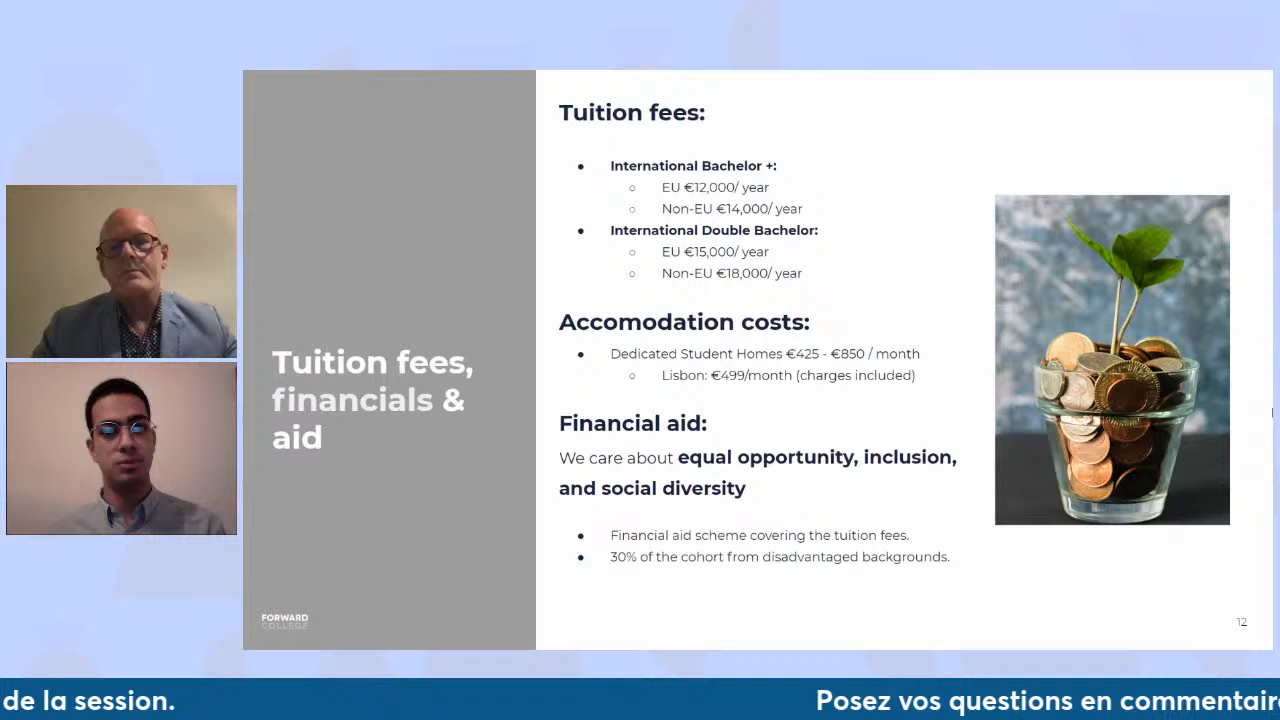 Tuition fees,
financials &
aid
FORWARD
COLLEGE
Tuition fees:
● International Bachelor +:
○ EU €12,000/ year
○ Non-EU €14,000/ year
● International Double Bachelor:
○ EU €15,000/ year
○ Non-EU €18,000/ year
Accomodation costs:
● Dedicated Student Homes €425 - €850 / month
○ Lisbon: €499/month (charges included)
Financial aid:
We care about equal opportunity, inclusion,
and social diversity
● Financial aid scheme covering the tuition fees.
● 30% of the cohort from disadvantaged backgrounds.
12
de la session. Posez vos questions en commentair